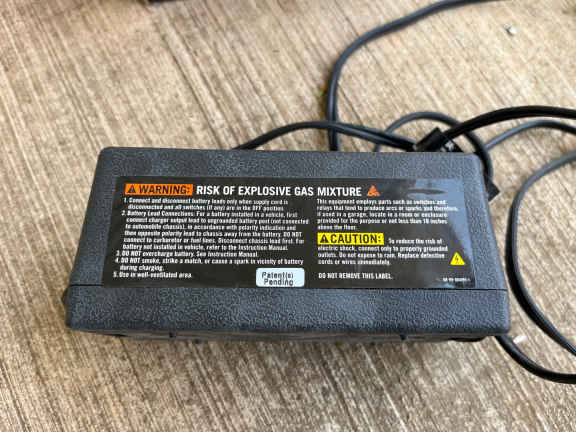 WARNING: RISK OF EXPLOSIVE GAS MIXTURE
1. Connect and disconnect battery leads only when supply cord is
disconnected and all switches (if any) are in the OFF position.
2. Battery Lead Connections: For a battery installed in a vehicle, first
connect charger output lead to ungrounded battery post (not connected
to automobile chassis), in accordance with polarity indication and
then opposite polarity lead to chassis away from the battery. DO NOT
connect to carburetor or fuel lines. Disconnect chassis lead first. For
battery not installed in vehicle, refer to the Instruction Manual.
3. DO NOT overcharge battery. See Instruction Manual.
4. DO NOT smoke, strike a match, or cause a spark in vicinity of battery
during charging.
5. Use in well-ventilated area.
Patent(s)
Pending
This equipment employs parts such as switches and
relays that tend to produce arcs or sparks and therefore,
if used in a garage, locate in a room or enclosure
provided for the purpose or not less than 18 inches
above the floor.
CAUTION: To reduce the risk of
electric shock, connect only to properly grounded
outlets. Do not expose to rain. Replace defective
cords or wires immediately.
DO NOT REMOVE THIS LABEL.